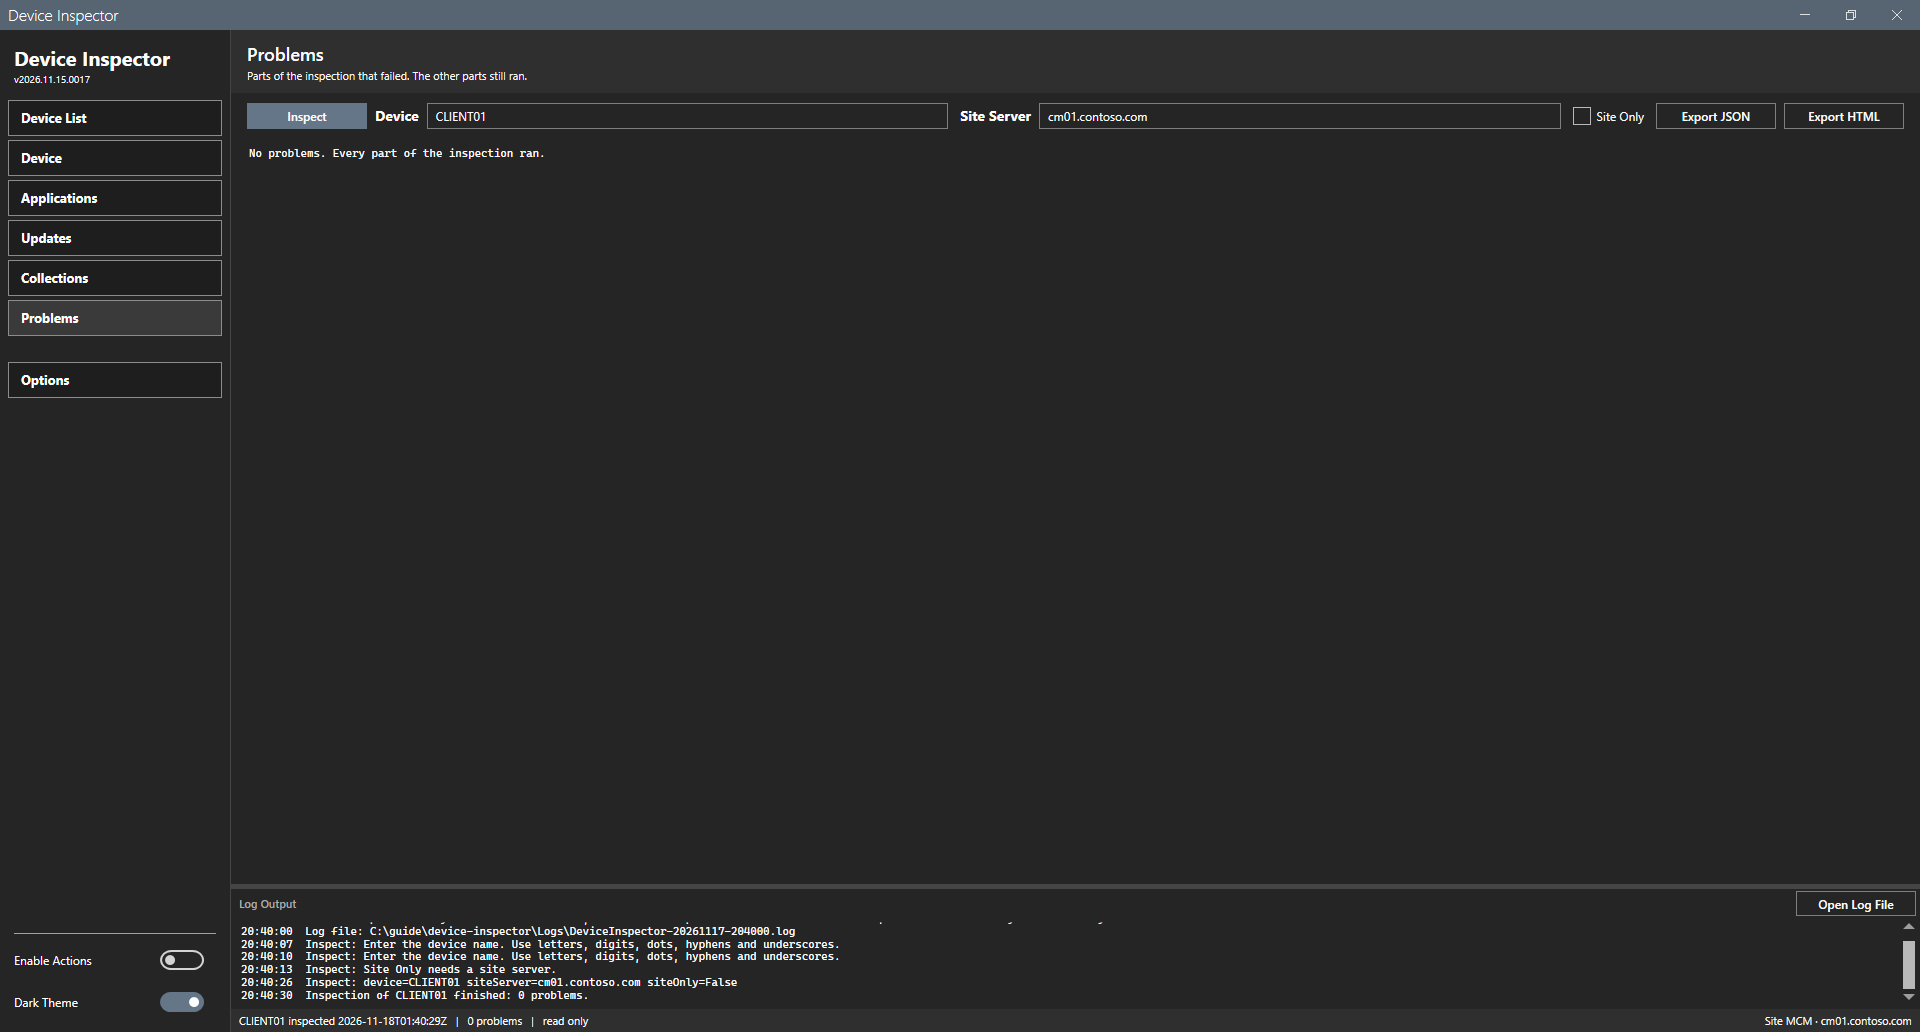 Device Inspector
Device Inspector
v2026.11.15.0017
Device List
Device
Applications
Updates
Collections
Problems
Options
Enable Actions
Dark Theme
Problems
Parts of the inspection that failed. The other parts still ran.
Inspect Device CLIENT01 Site Server cm01.contoso.com Site Only Export JSON Export HTML
No problems. Every part of the inspection ran.
Log Output Open Log File
20:40:00 Log file: C:\guide\device-inspector\Logs\DeviceInspector-20261117-204000.log
20:40:07 Inspect: Enter the device name. Use letters, digits, dots, hyphens and underscores.
20:40:10 Inspect: Enter the device name. Use letters, digits, dots, hyphens and underscores.
20:40:13 Inspect: Site Only needs a site server.
20:40:26 Inspect: device=CLIENT01 siteServer=cm01.contoso.com siteOnly=False
20:40:30 Inspection of CLIENT01 finished: 0 problems.
CLIENT01 inspected 2026-11-18T01:40:29Z | 0 problems | read only Site MCM · cm01.contoso.com